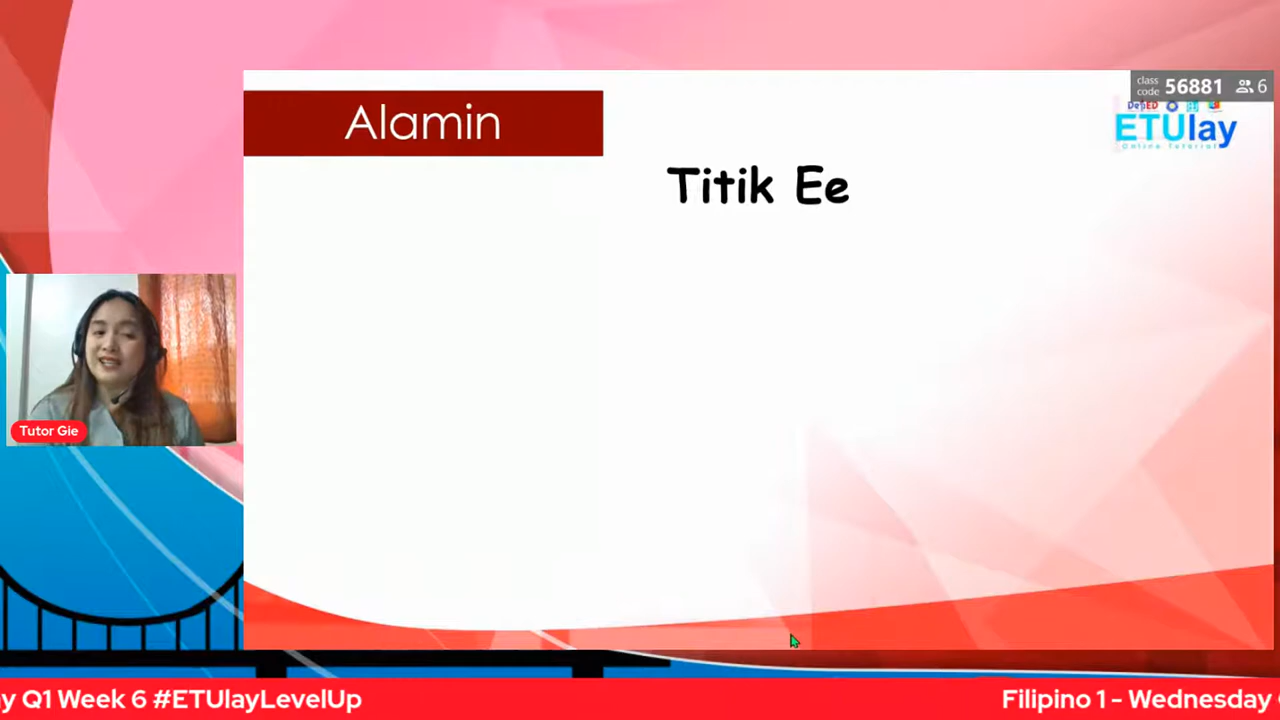 Alamin
class code 56881 6
DepED
ETUlay
Online Tutorial
Titik Ee
Tutor Gie
y Q1 Week 6 #ETUlayLevelUp
Filipino 1 - Wednesday